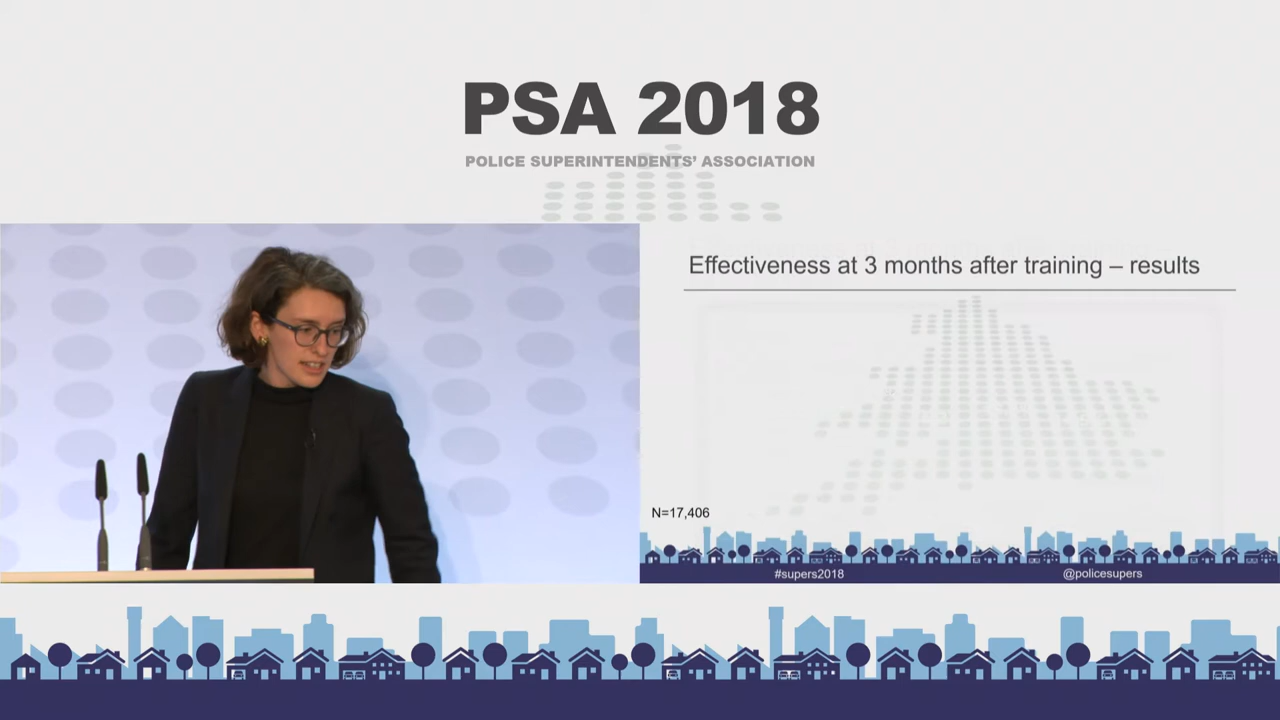 PSA 2018
POLICE SUPERINTENDENTS’ ASSOCIATION
Effectiveness at 3 months after training – results
N=17,406
#supers2018
@policesupers